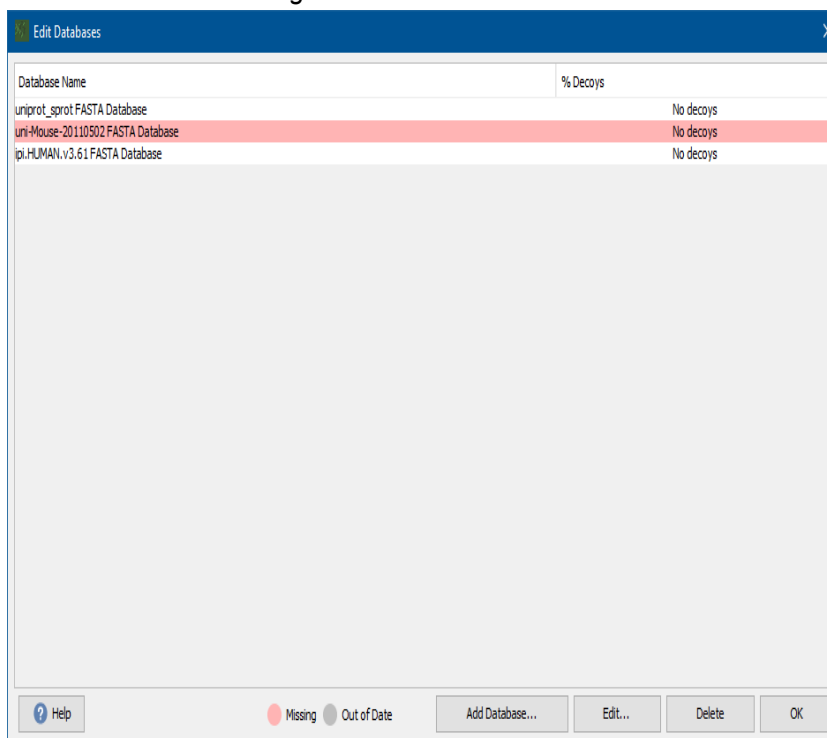 Edit Databases
Database Name % Decoys
uniprot_sprot FASTA Database No decoys
uni-Mouse-20110502 FASTA Database No decoys
ipi.HUMAN.v3.61 FASTA Database No decoys
Help Missing Out of Date Add Database... Edit... Delete OK